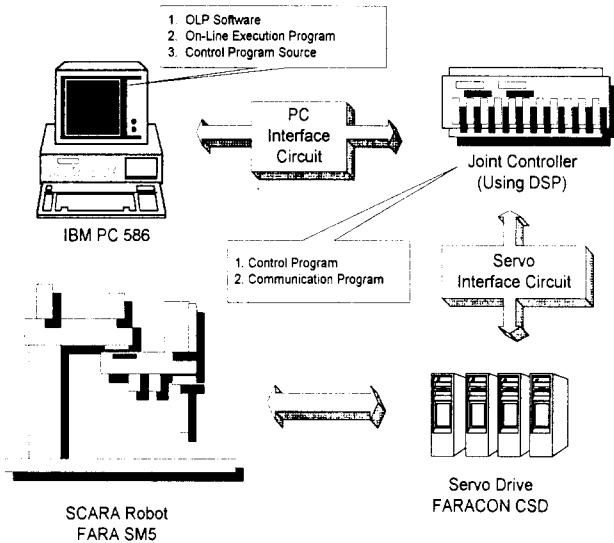 1. OLP Software
2. On-Line Execution Program
3. Control Program Source
PC
Interface
Circuit
IBM PC 586
Joint Controller
(Using DSP)
1. Control Program
2. Communication Program
Servo
Interface Circuit
SCARA Robot
FARA SM5
Servo Drive
FARACON CSD